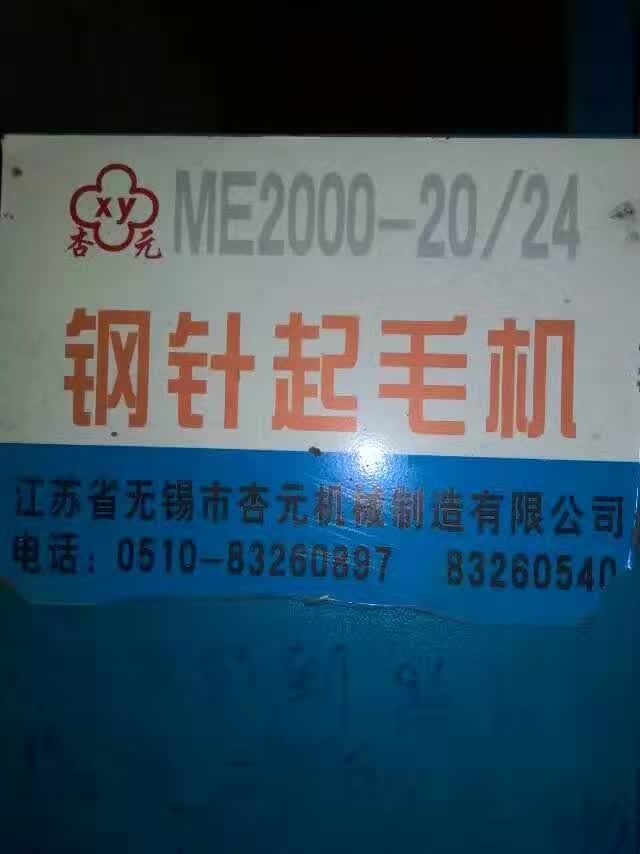 xy
杏元
ME2000-20/24
钢针起毛机
江苏省无锡市杏元机械制造有限公司
电话：0510-83260897 83260540